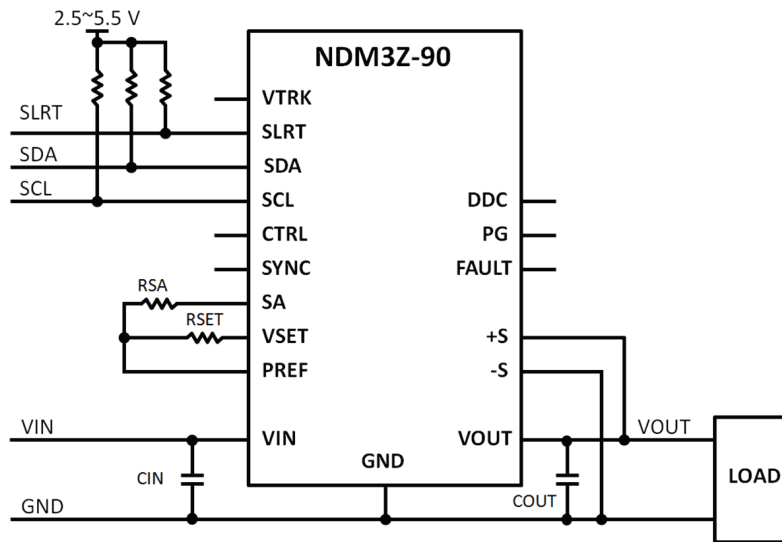 2.5~5.5 V
NDM3Z-90
VTRK
SLRT
SLRT
SDA
SDA
SCL
SCL
DDC
CTRL
PG
SYNC
FAULT
RSA
SA
RSET
VSET
+S
PREF
-S
VIN
VIN
VOUT
VOUT
GND
CIN
COUT
LOAD
GND